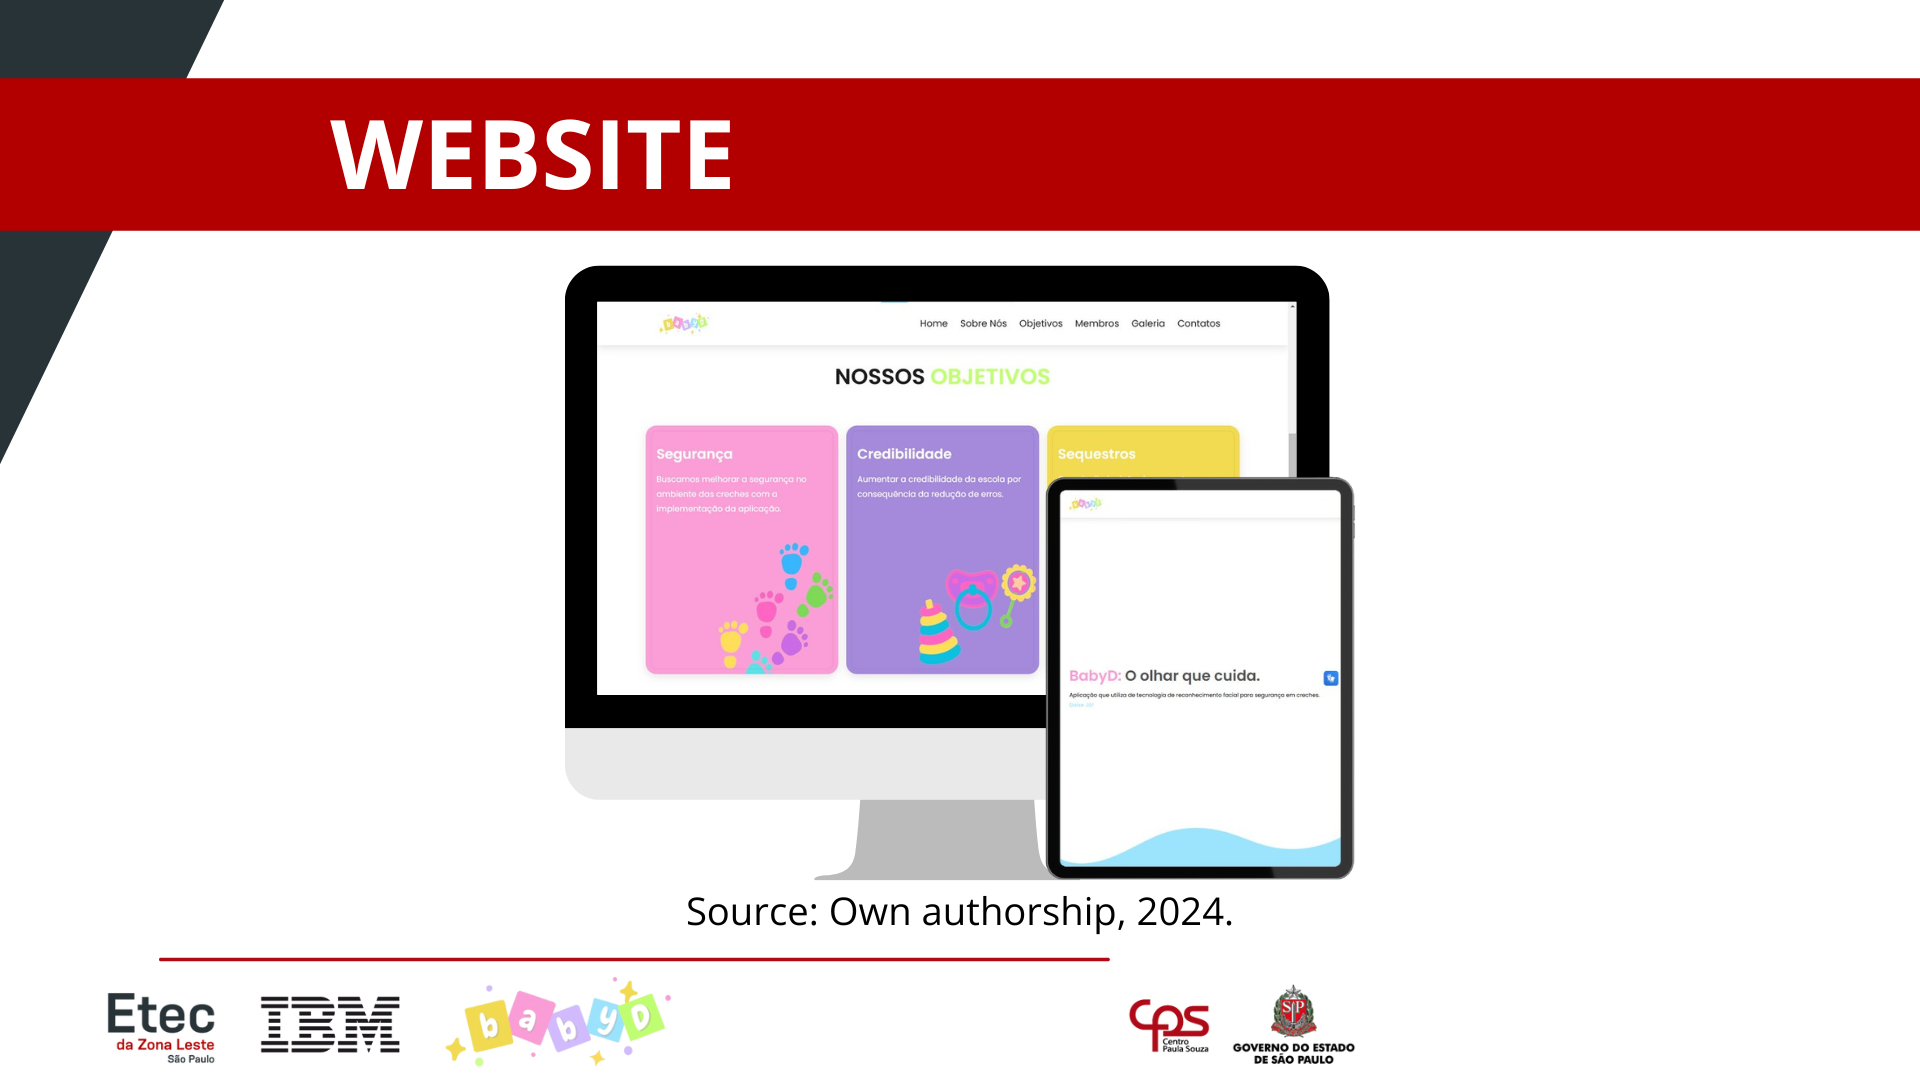 WEBSITE
Home Sobre Nós Objetivos Membros Galeria Contatos
NOSSOS OBJETIVOS
Segurança
Buscamos melhorar a segurança no
ambiente das creches com a
implementação da aplicação.
Credibilidade
Aumentar a credibilidade da escola por
consequência da redução de erros.
Sequestros
BabyD: O olhar que cuida.
Aplicação que utiliza de tecnologia de reconhecimento facial para segurança em creches.
Source: Own authorship, 2024.
Etec
da Zona Leste
São Paulo
IBM
babyD
CPS
Centro
Paula Souza
SP
GOVERNO DO ESTADO
DE SÃO PAULO